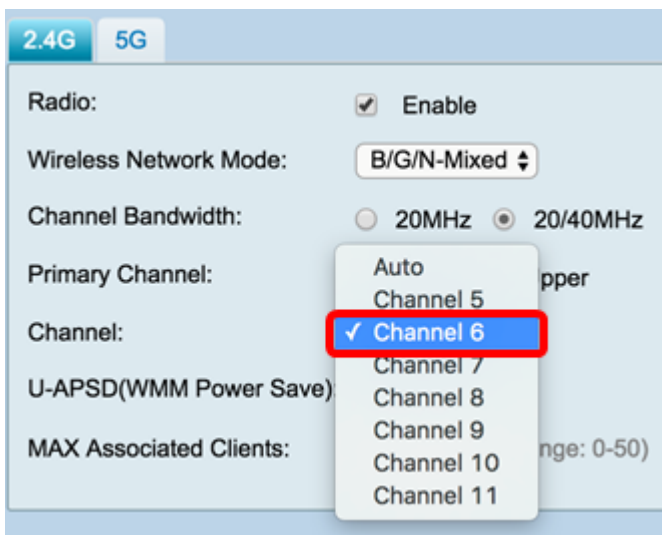 2.4G 5G
Radio: Enable
Wireless Network Mode: B/G/N-Mixed
Channel Bandwidth: 20MHz 20/40MHz
Primary Channel: pper
Channel:
U-APSD(WMM Power Save):
MAX Associated Clients: nge: 0-50)
Auto
Channel 5
✓ Channel 6
Channel 7
Channel 8
Channel 9
Channel 10
Channel 11